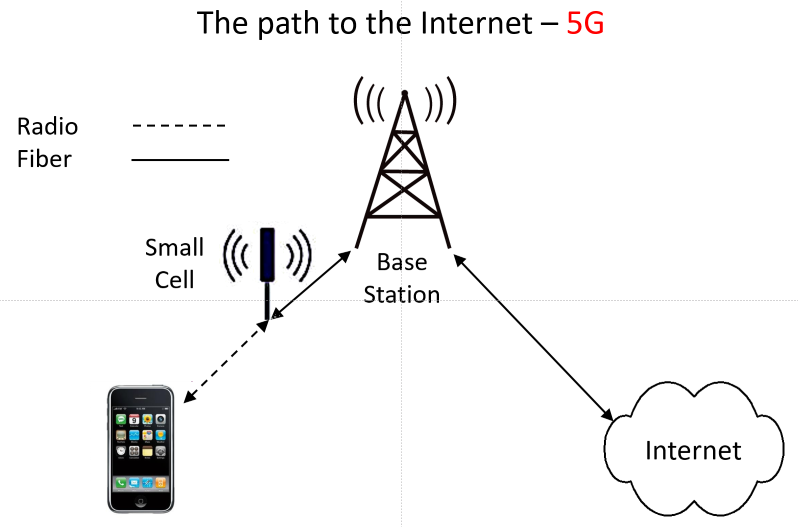 The path to the Internet – 5G
Radio
Fiber
Small
Cell
Base
Station
Internet